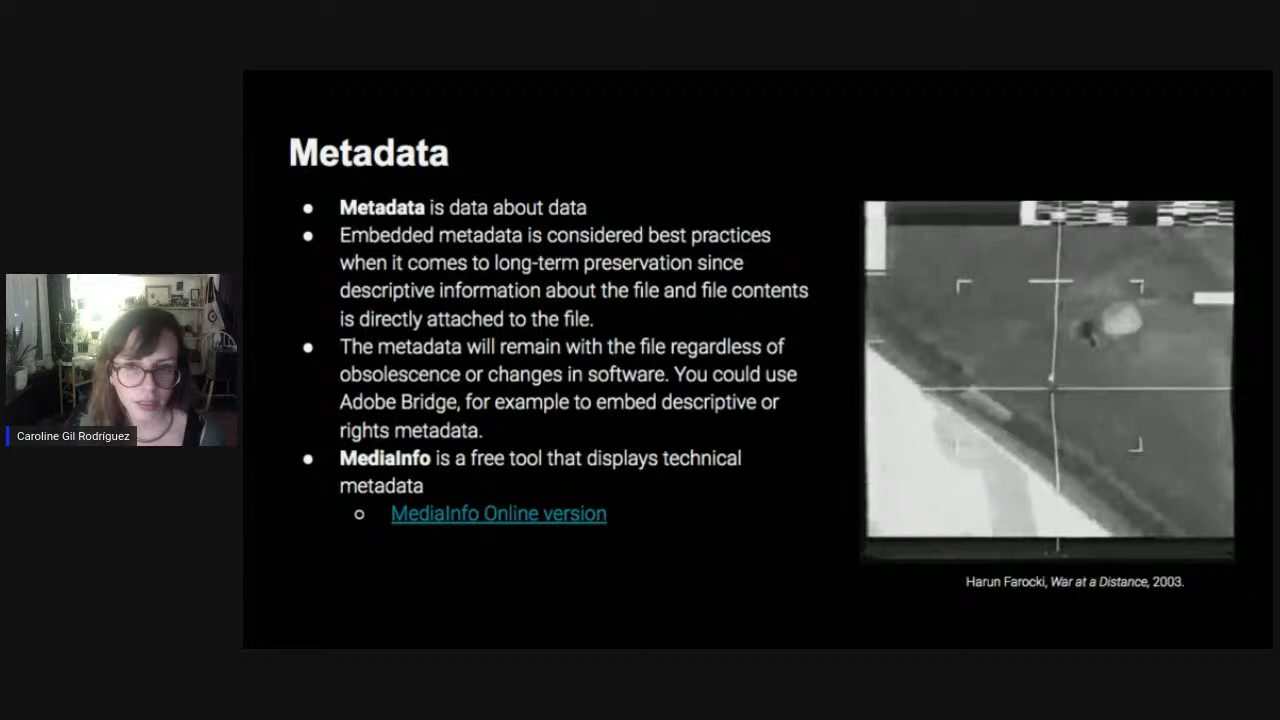 Metadata
● Metadata is data about data
● Embedded metadata is considered best practices
when it comes to long-term preservation since
descriptive information about the file and file contents
is directly attached to the file.
● The metadata will remain with the file regardless of
obsolescence or changes in software. You could use
Adobe Bridge, for example to embed descriptive or
rights metadata.
● MediaInfo is a free tool that displays technical
metadata
○ MediaInfo Online version
Harun Farocki, War at a Distance, 2003.
Caroline Gil Rodríguez